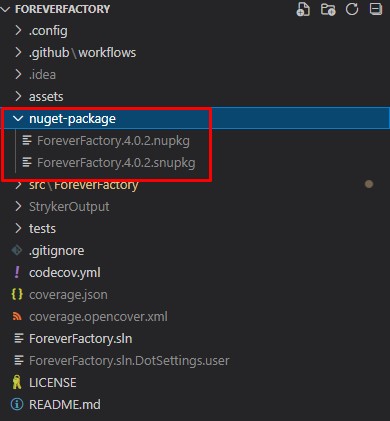 FOREVERFACTORY
.config
.github\workflows
.idea
assets
nuget-package
ForeverFactory.4.0.2.nupkg
ForeverFactory.4.0.2.snupkg
src\ForeverFactory
StrykerOutput
tests
.gitignore
codecov.yml
coverage.json
coverage.opencover.xml
ForeverFactory.sln
ForeverFactory.sln.DotSettings.user
LICENSE
README.md